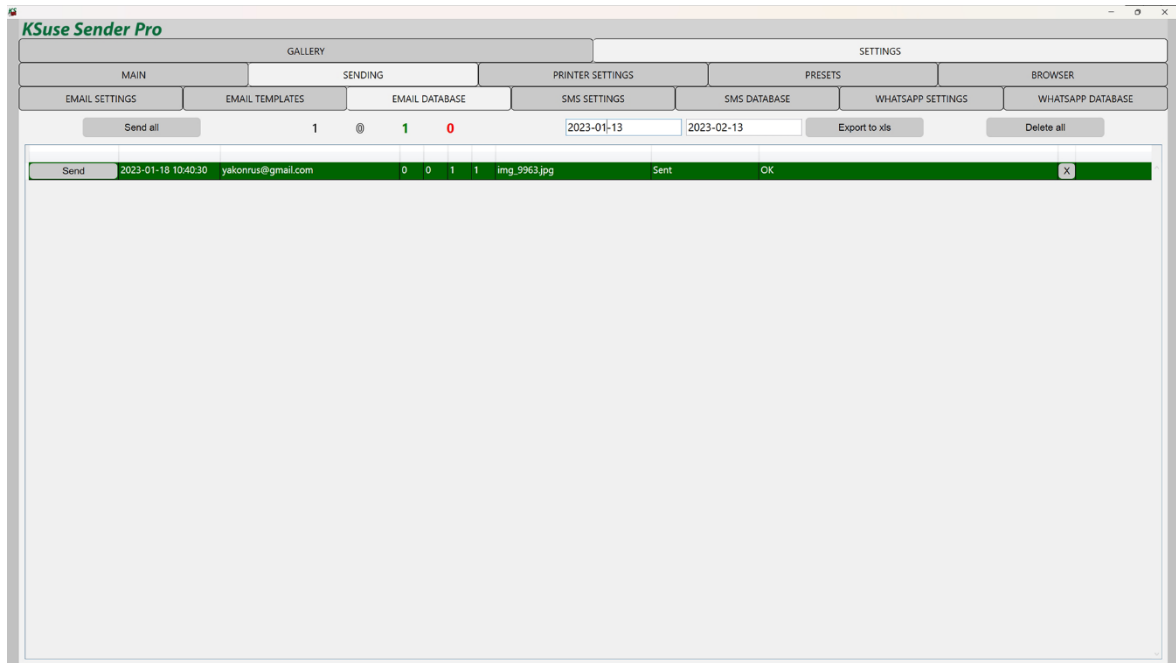 KSuse Sender Pro
GALLERY SETTINGS
MAIN SENDING PRINTER SETTINGS PRESETS BROWSER
EMAIL SETTINGS EMAIL TEMPLATES EMAIL DATABASE SMS SETTINGS SMS DATABASE WHATSAPP SETTINGS WHATSAPP DATABASE
Send all 1 @ 1 0 2023-01-13 2023-02-13 Export to xls Delete all
Send 2023-01-18 10:40:30 yakonrus@gmail.com 0 0 1 1 img_9963.jpg Sent OK X